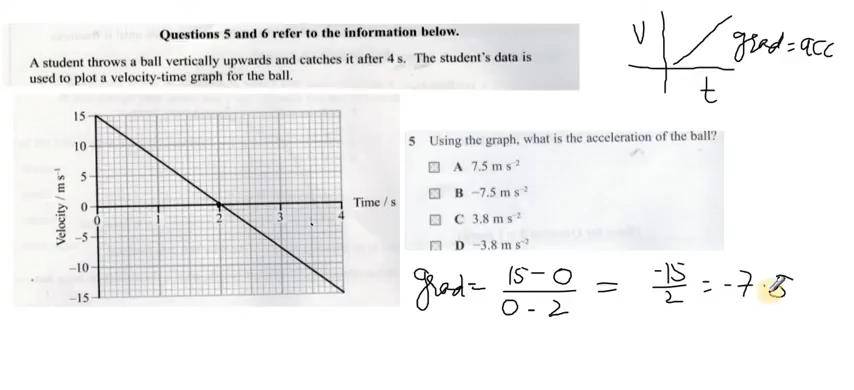 Questions 5 and 6 refer to the information below.
A student throws a ball vertically upwards and catches it after 4 s. The student's data is
used to plot a velocity-time graph for the ball.
V
grad = acc
t
15
10
5
0
-5
-10
-15
Velocity / m s⁻¹
0 1 2 3 4
Time / s
5 Using the graph, what is the acceleration of the ball?
A 7.5 m s⁻²
B −7.5 m s⁻²
C 3.8 m s⁻²
D −3.8 m s⁻²
grad = 15 - 0 / 0 - 2 = -15 / 2 = -7.5